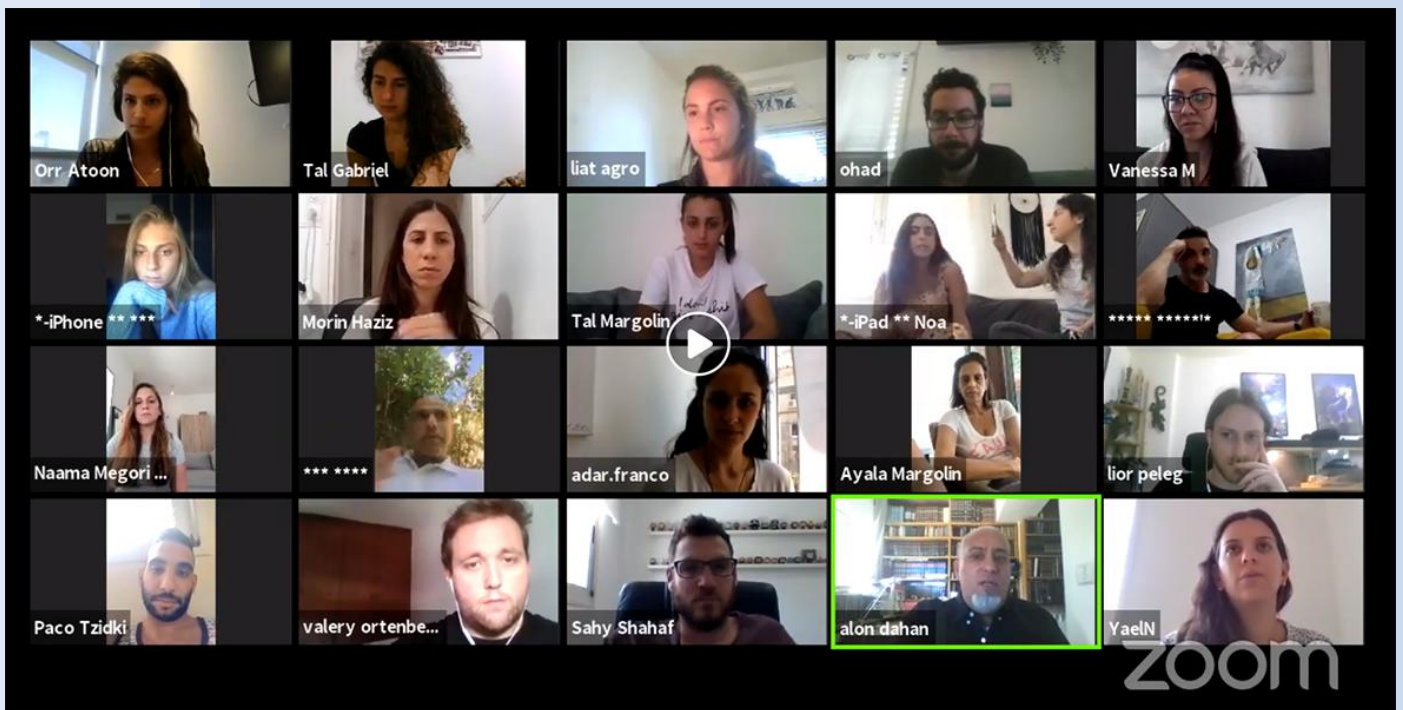 Orr Atoon
Tal Gabriel
liat agro
ohad
Vanessa M
*-iPhone ** ***
Morin Haziz
Tal Margolin
*-iPad ** Noa
***** *****'*
Naama Megori ...
*** ****
adar.franco
Ayala Margolin
lior peleg
Paco Tzidki
valery ortenbe...
Sahy Shahaf
alon dahan
YaelN
zoom